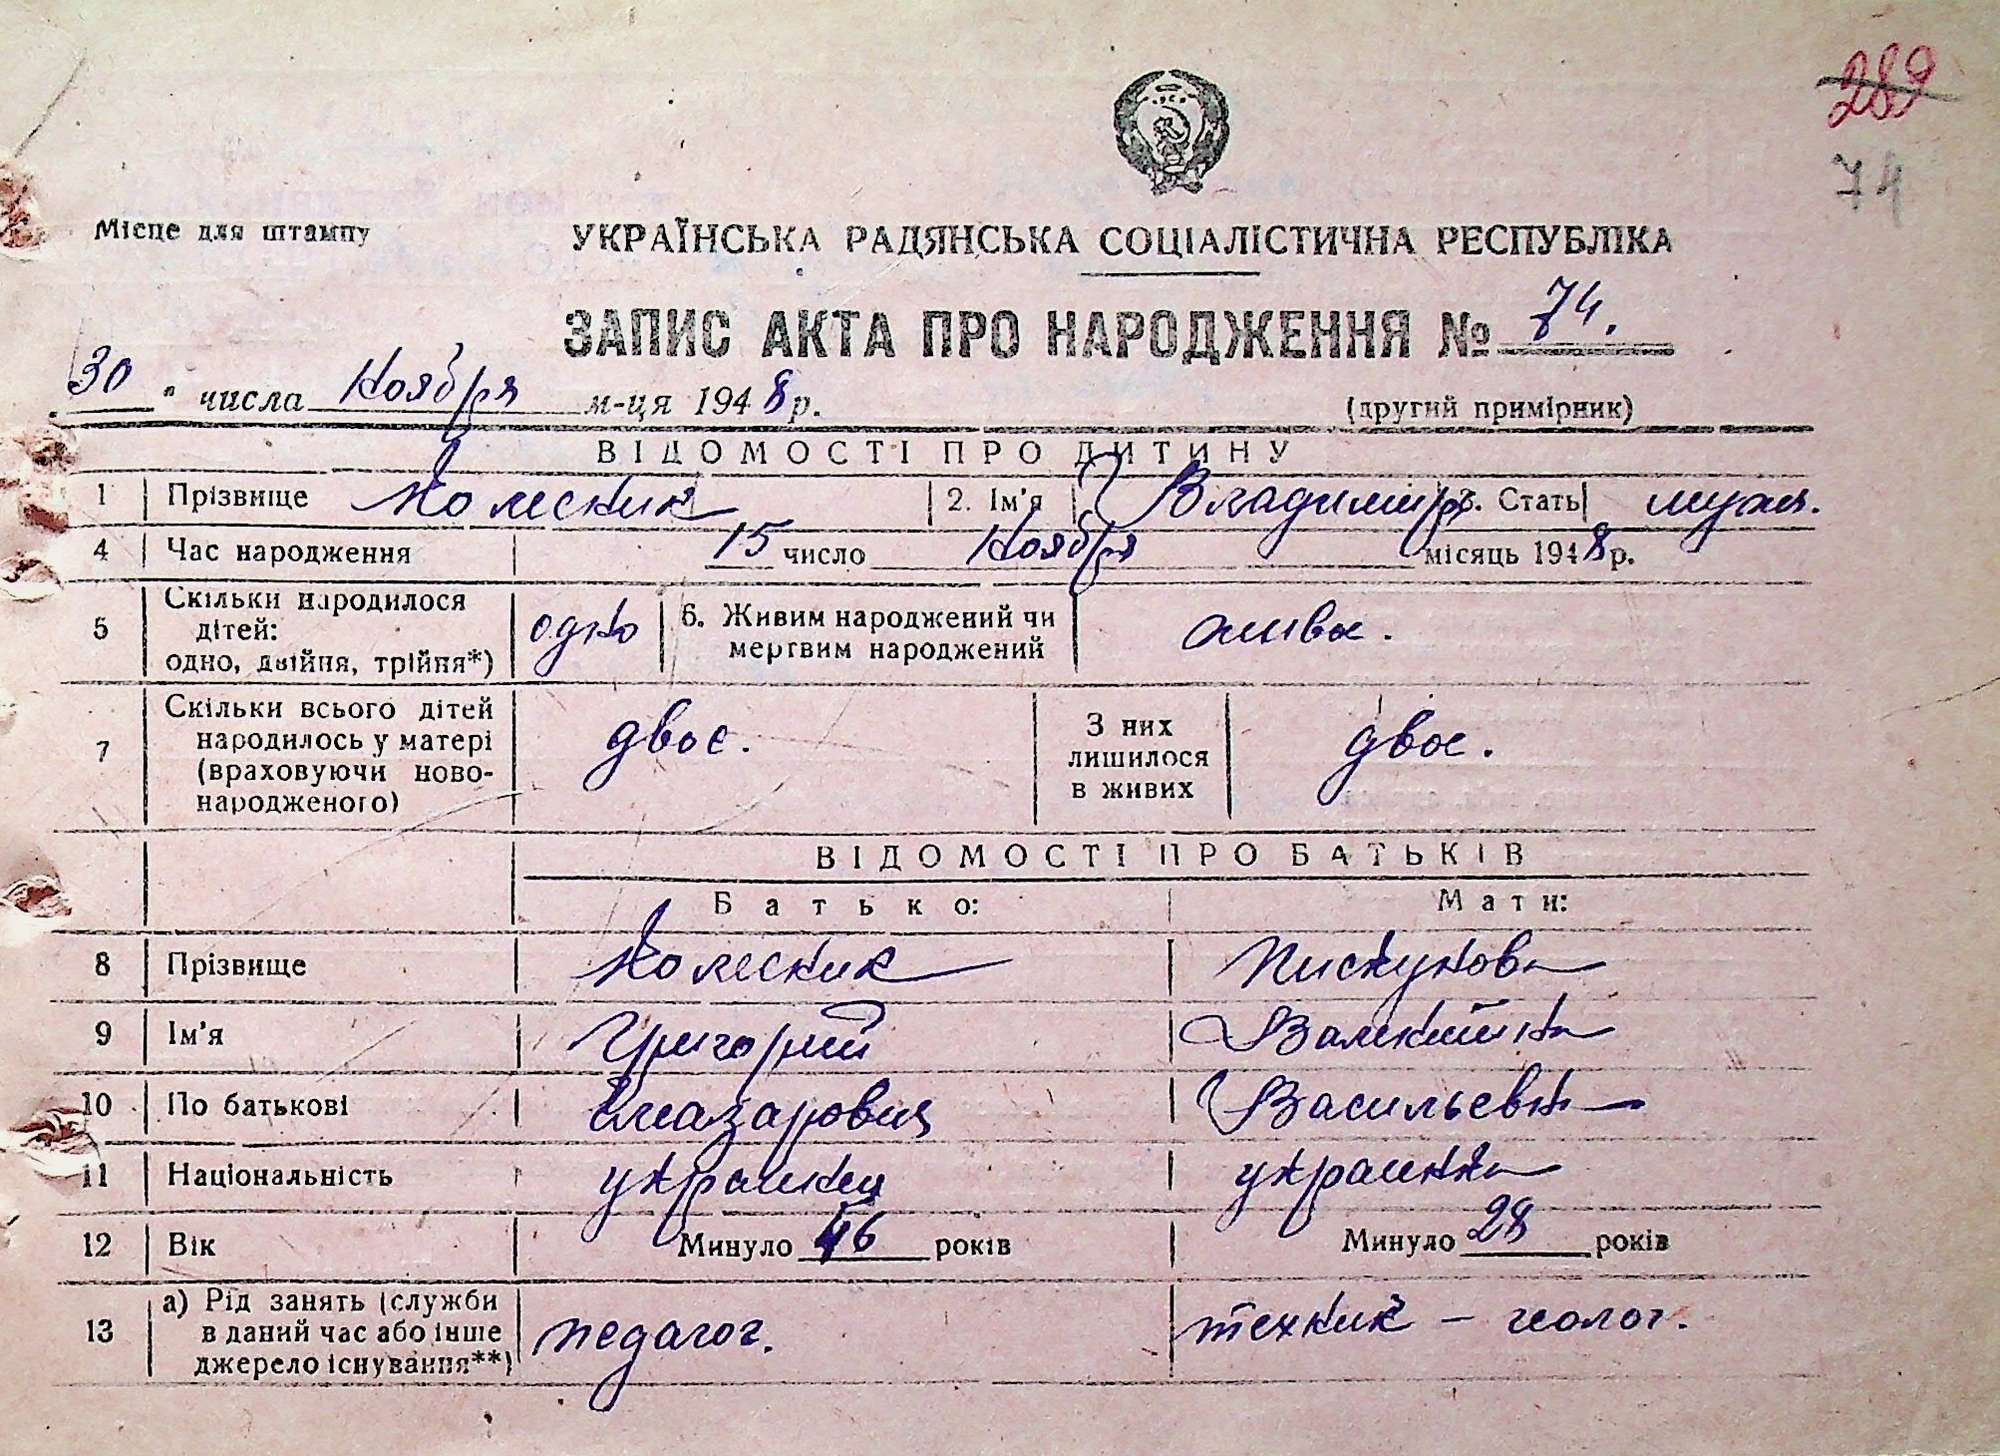 289
74
Місце для штампу
УКРАЇНСЬКА РАДЯНСЬКА СОЦІАЛІСТИЧНА РЕСПУБЛІКА
ЗАПИС АКТА ПРО НАРОДЖЕННЯ № 74.
30 " числа Ноября м-ця 1948 р.
(другий примірник)
ВІДОМОСТІ ПРО ДИТИНУ
1 Прізвище Колесник 2. Ім'я Владимир 3. Стать мужс.
4 Час народження 15 число Ноября місяць 1948 р.
5 Скільки народилося дітей: одно, двійня, трійня*) одно 6. Живим народжений чи мертвим народжений живое.
7 Скільки всього дітей народилось у матері (враховуючи новонародженого) двое. З них лишилося в живих двое.
ВІДОМОСТІ ПРО БАТЬКІВ
Батько: Мати:
8 Прізвище Колесник Пискунова
9 Ім'я Григорий Валентина
10 По батькові Елиазарович Васильевна
11 Національність украинец украинка
12 Вік Минуло 46 років Минуло 28 років
13 а) Рід занять (служби в даний час або інше джерело існування**) педагог. техник - геолог.